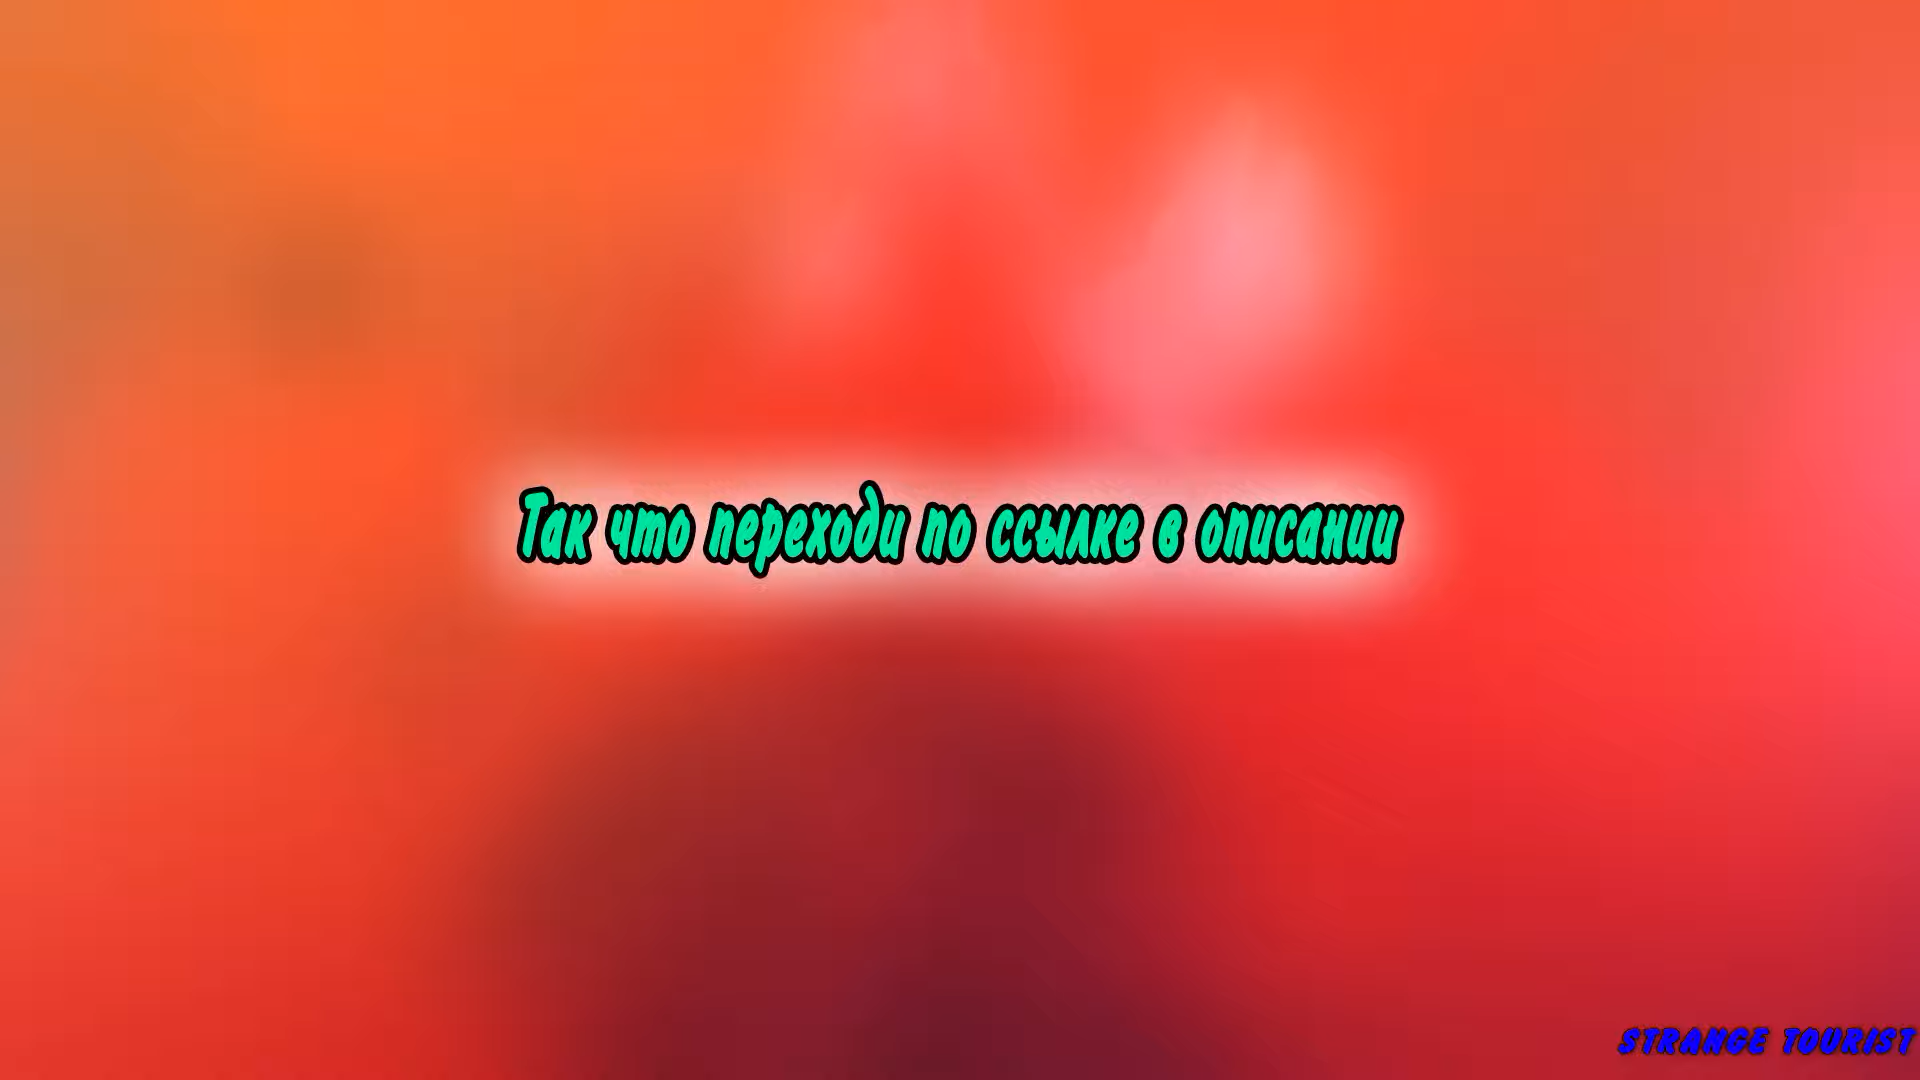 Так что переходи по ссылке в описании
STRANGE TOURIST